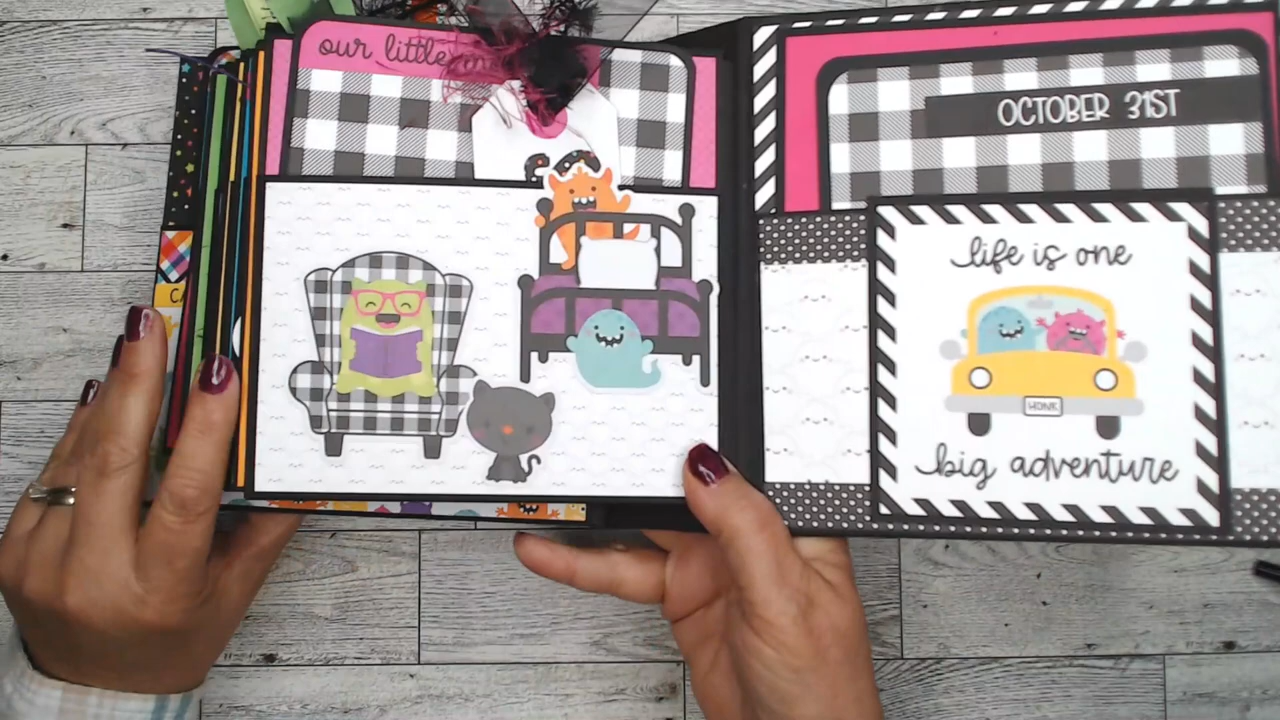 our little
OCTOBER 31ST
life is one
HONK
big adventure